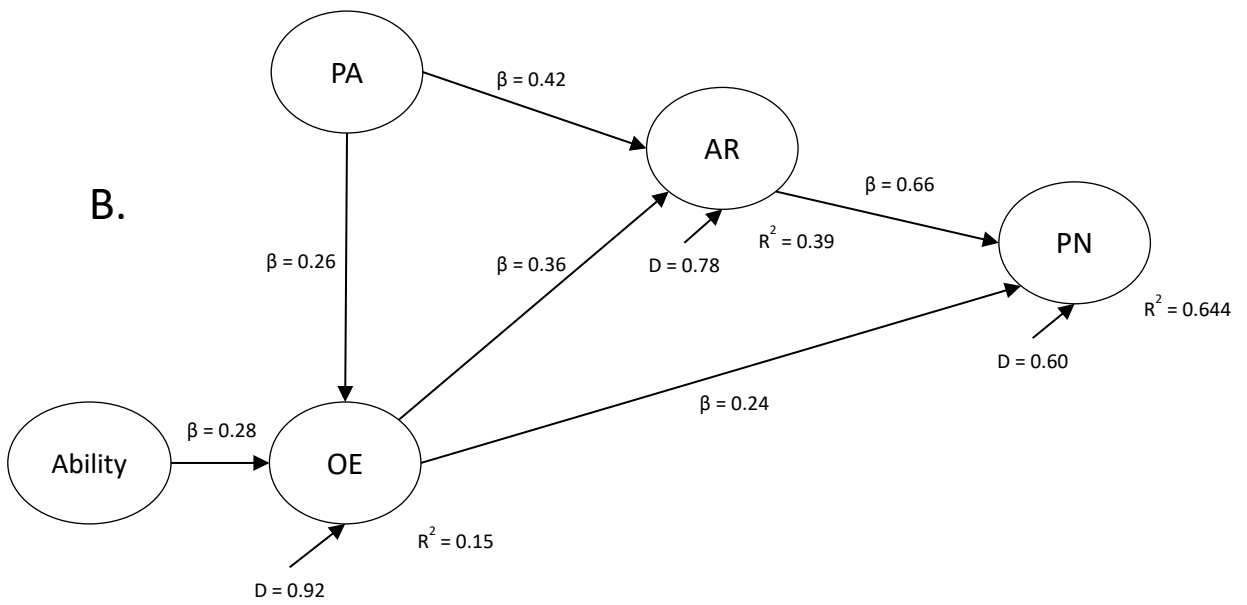 PA
β = 0.42
AR
β = 0.66
B.
PN
R² = 0.39
β = 0.26
β = 0.36
D = 0.78
R² = 0.644
D = 0.60
β = 0.24
β = 0.28
Ability
OE
R² = 0.15
D = 0.92